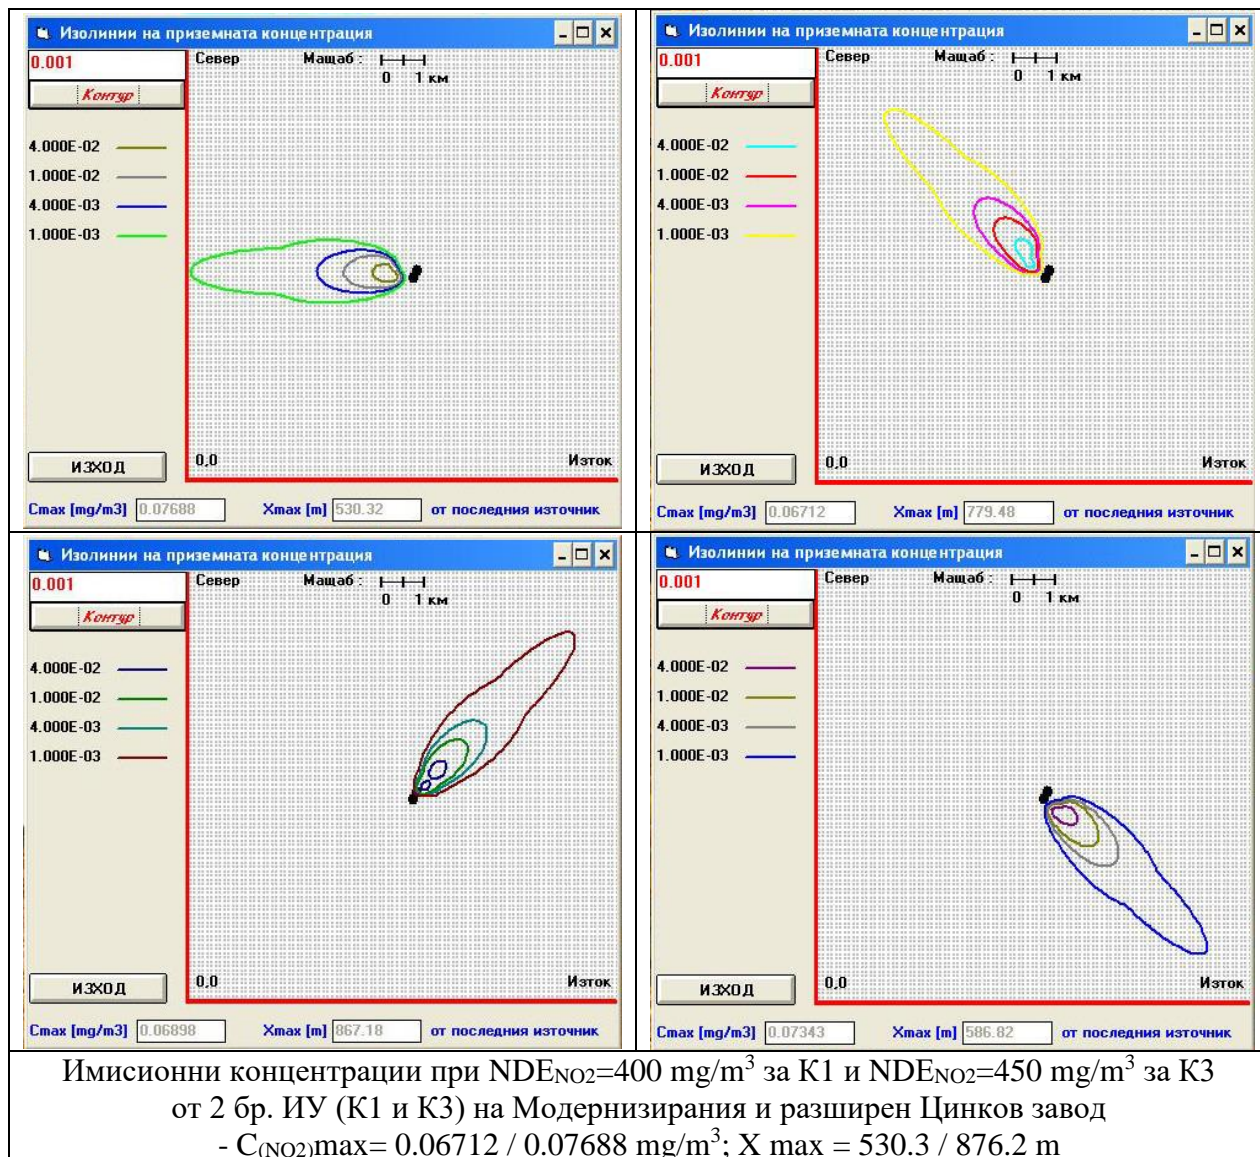 Изолинии на приземната концентрация
0.001
Контур
Север
Мащаб :
0 1 км
4.000E-02
1.000E-02
4.000E-03
1.000E-03
ИЗХОД
0,0
Изток
Cmax [mg/m3] 0.07688 Xmax [m] 530.32 от последния източник
Изолинии на приземната концентрация
0.001
Контур
Север
Мащаб :
0 1 км
4.000E-02
1.000E-02
4.000E-03
1.000E-03
ИЗХОД
0,0
Изток
Cmax [mg/m3] 0.06712 Xmax [m] 779.48 от последния източник
Изолинии на приземната концентрация
0.001
Контур
Север
Мащаб :
0 1 км
4.000E-02
1.000E-02
4.000E-03
1.000E-03
ИЗХОД
0,0
Изток
Cmax [mg/m3] 0.06898 Xmax [m] 867.18 от последния източник
Изолинии на приземната концентрация
0.001
Контур
Север
Мащаб :
0 1 км
4.000E-02
1.000E-02
4.000E-03
1.000E-03
ИЗХОД
0,0
Изток
Cmax [mg/m3] 0.07343 Xmax [m] 586.82 от последния източник
Имисионни концентрации при NDE<sub>NO2</sub>=400 mg/m³ за К1 и NDE<sub>NO2</sub>=450 mg/m³ за К3
от 2 бр. ИУ (К1 и К3) на Модернизирания и разширен Цинков завод
- C<sub>(NO2)</sub>max= 0.06712 / 0.07688 mg/m³; X max = 530.3 / 876.2 m